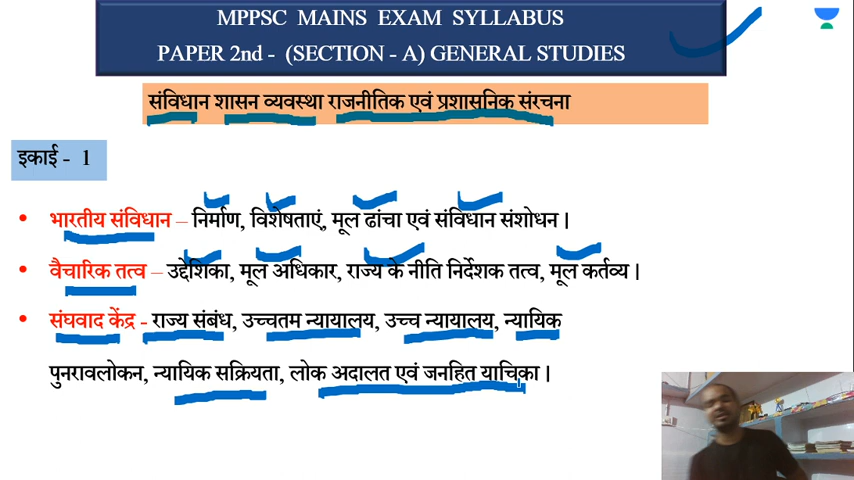 MPPSC MAINS EXAM SYLLABUS
PAPER 2nd - (SECTION - A) GENERAL STUDIES
संविधान शासन व्यवस्था राजनीतिक एवं प्रशासनिक संरचना
इकाई - 1
• भारतीय संविधान – निर्माण, विशेषताएं, मूल ढांचा एवं संविधान संशोधन |
• वैचारिक तत्व – उद्देशिका, मूल अधिकार, राज्य के नीति निर्देशक तत्व, मूल कर्तव्य |
• संघवाद केंद्र - राज्य संबंध, उच्चतम न्यायालय, उच्च न्यायालय, न्यायिक
पुनरावलोकन, न्यायिक सक्रियता, लोक अदालत एवं जनहित याचिका |